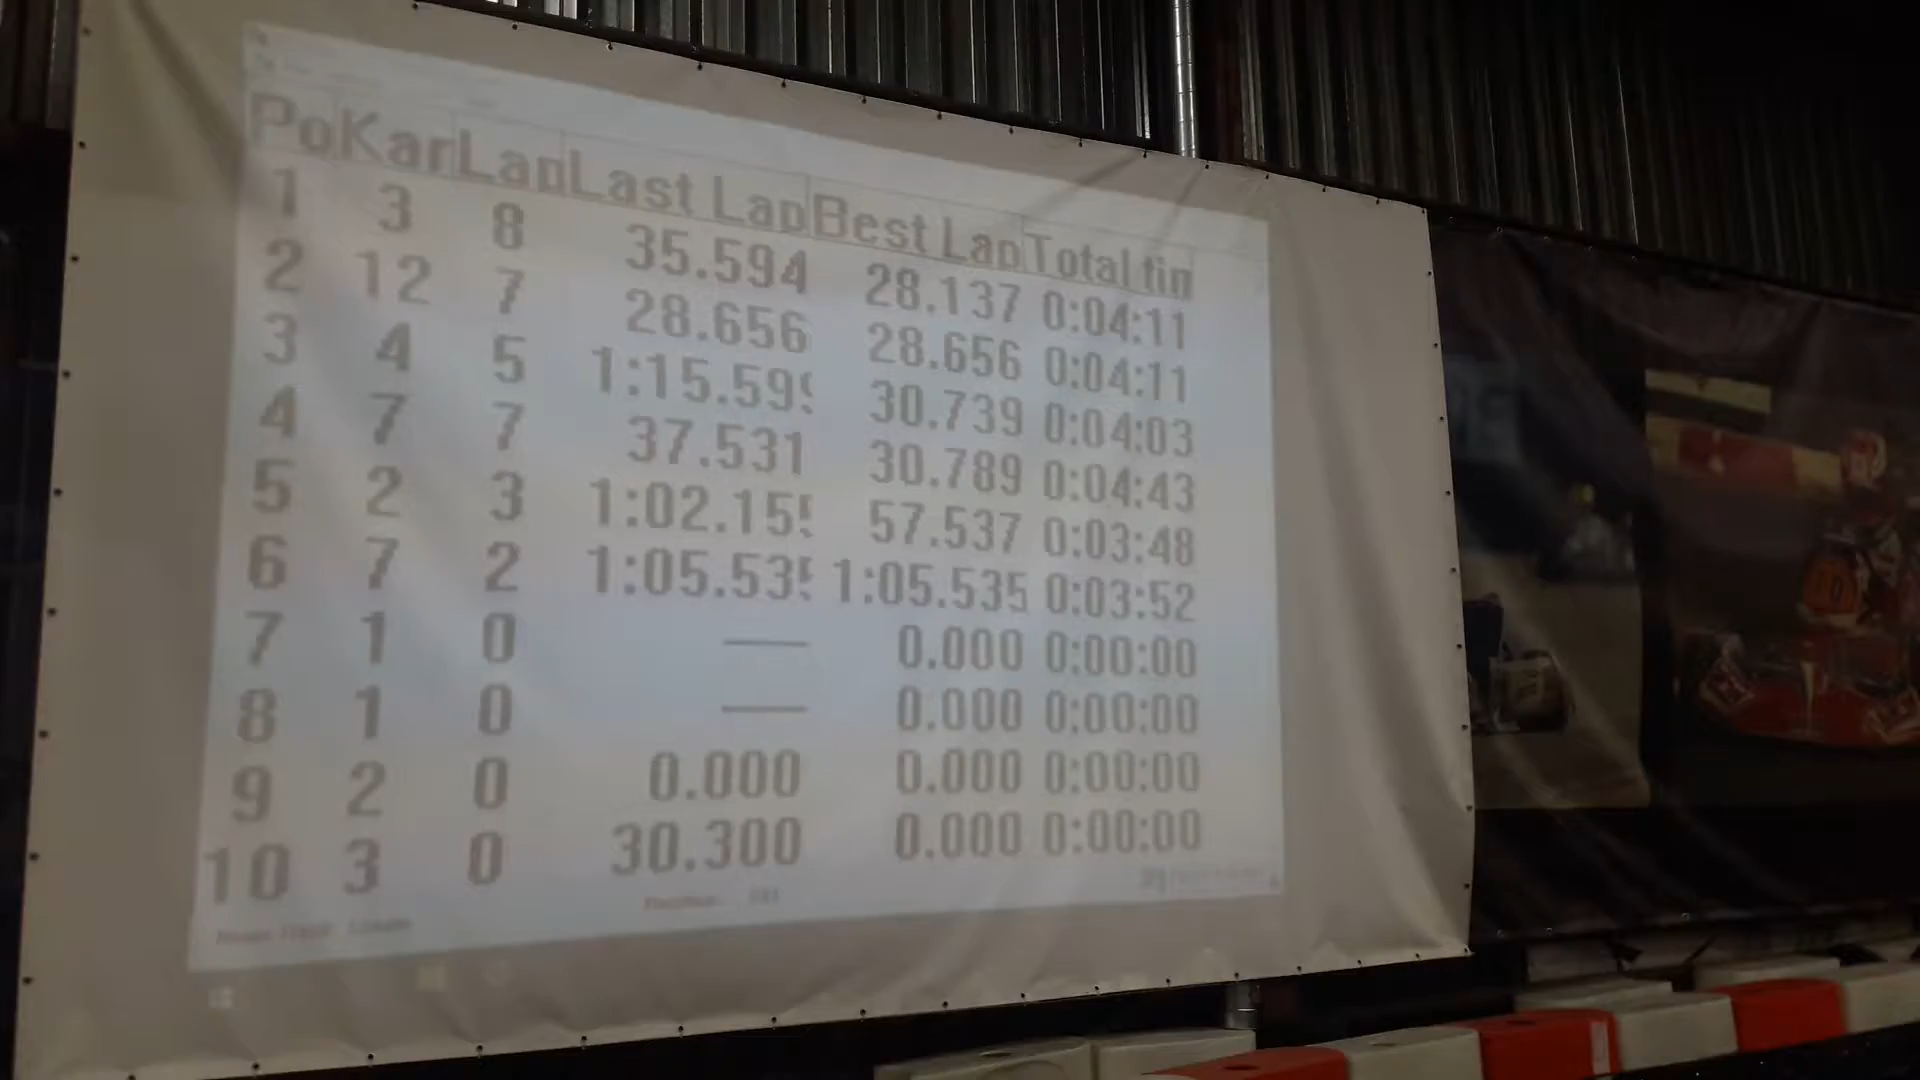 Po Kar Lap Last Lap Best Lap Total tim
1 3 8 35.594 28.137 0:04:11
2 12 7 28.656 28.656 0:04:11
3 4 5 1:15.599 30.739 0:04:03
4 7 7 37.531 30.789 0:04:43
5 2 3 1:02.155 57.537 0:03:48
6 7 2 1:05.535 1:05.535 0:03:52
7 1 0 — 0.000 0:00:00
8 1 0 — 0.000 0:00:00
9 2 0 0.000 0.000 0:00:00
10 3 0 30.300 0.000 0:00:00